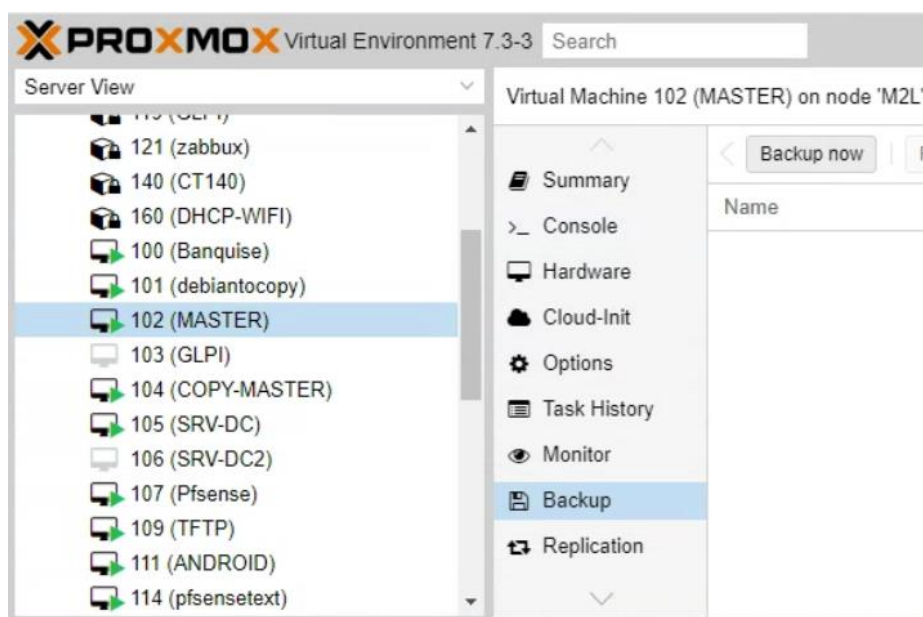 PROXMOX Virtual Environment 7.3-3 Search
Server View
121 (zabbux)
140 (CT140)
160 (DHCP-WIFI)
100 (Banquise)
101 (debiantocopy)
102 (MASTER)
103 (GLPI)
104 (COPY-MASTER)
105 (SRV-DC)
106 (SRV-DC2)
107 (Pfsense)
109 (TFTP)
111 (ANDROID)
114 (pfsensetext)
Virtual Machine 102 (MASTER) on node 'M2L'
Summary
>_ Console
Hardware
Cloud-Init
Options
Task History
Monitor
Backup
Replication
Backup now
Name